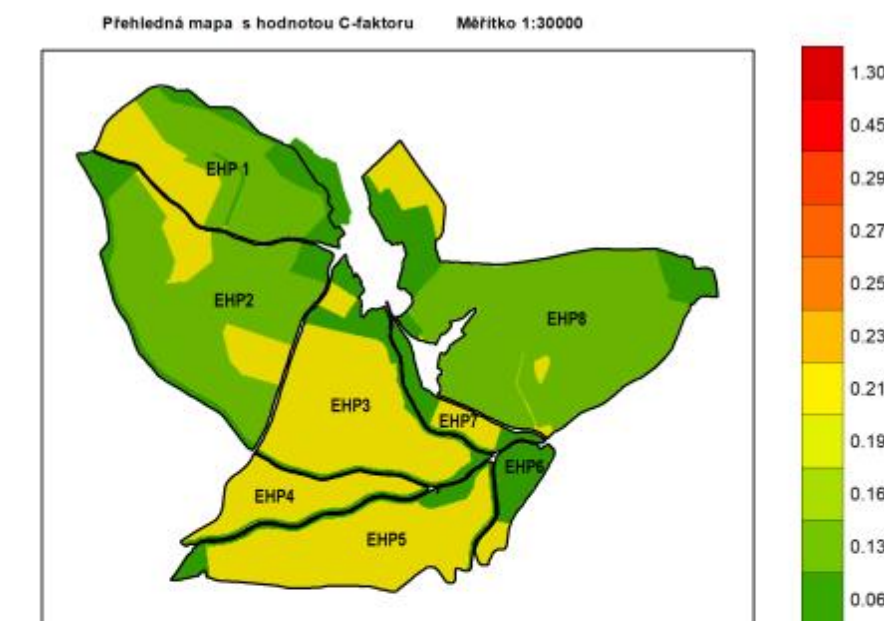 Přehledná mapa s hodnotou C-faktoru Měřítko 1:30000
1.30
0.45
0.29
0.27
0.25
0.23
0.21
0.19
0.16
0.13
0.06
EHP 1
EHP2
EHP8
EHP3
EHP7
EHP6
EHP4
EHP5